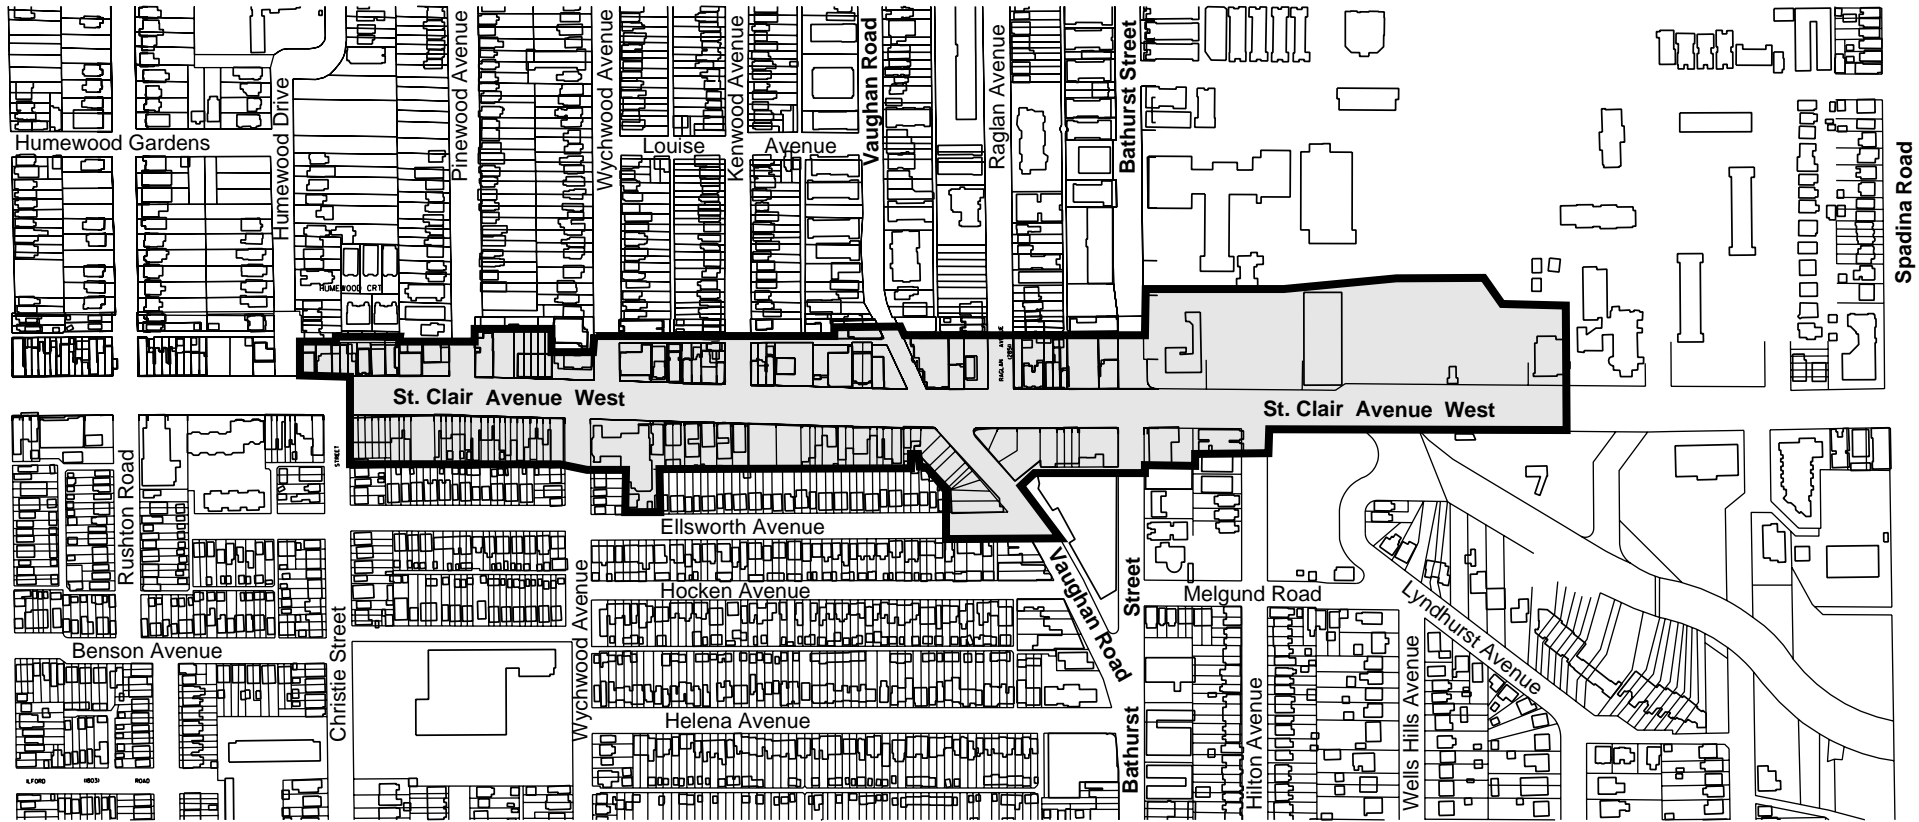 Humewood Gardens
Humewood Drive
Pinewood Avenue
Wychwood Avenue
Louise
Kenwood Avenue
Avenue
Vaughan Road
Raglan Avenue
Bathurst Street
Spadina Road
HUMEWOOD CRT
St. Clair Avenue West
St. Clair Avenue West
STREET
Rushton Road
Ellsworth Avenue
Hocken Avenue
Vaughan Road
Street
Melgund Road
Lyndhurst Avenue
Benson Avenue
Christie Street
Wychwood Avenue
Helena Avenue
Bathurst
Hilton Avenue
Wells Hills Avenue
ROAD